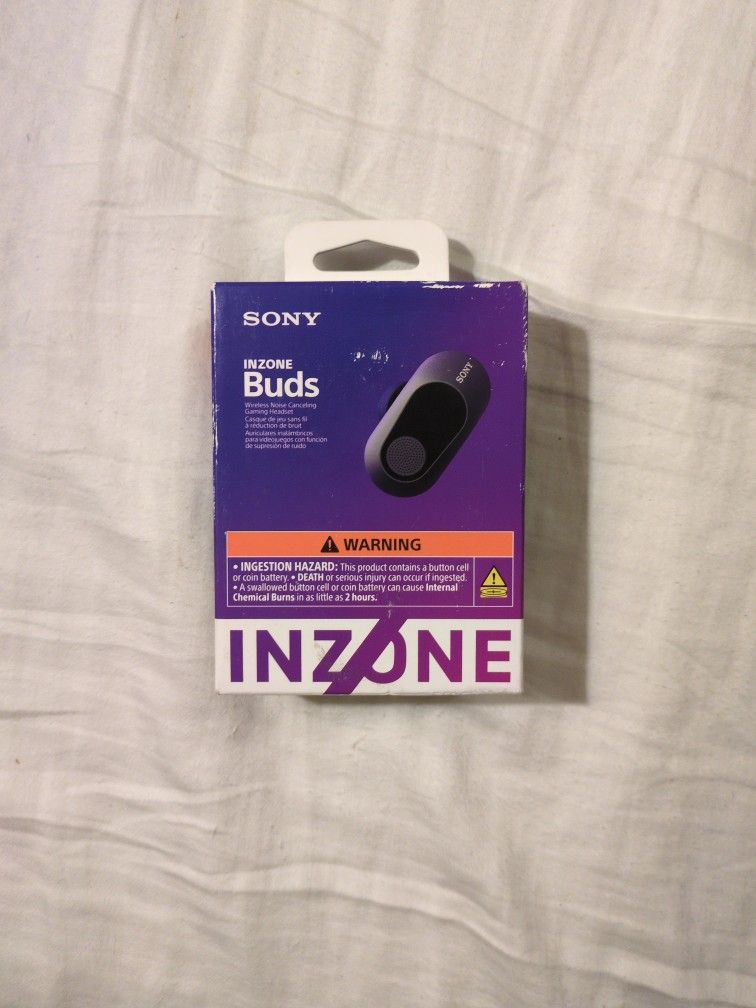 SONY
INZONE
Buds
Wireless Noise Canceling
Gaming Headset
Casque de jeu sans fil
à réduction de bruit
Auriculares inalámbricos
para videojuegos con función
de supresión de ruido
SONY
WARNING
• INGESTION HAZARD: This product contains a button cell
or coin battery. • DEATH or serious injury can occur if ingested.
• A swallowed button cell or coin battery can cause Internal
Chemical Burns in as little as 2 hours.
INZONE